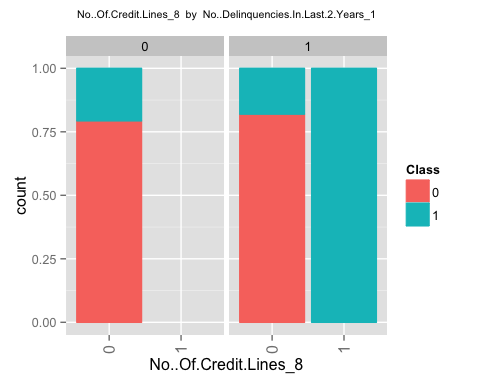 No..Of.Credit.Lines_8 by No..Delinquencies.In.Last.2.Years_1
0 1
1.00
0.75
0.50
0.25
0.00
count
0 1 0 1
No..Of.Credit.Lines_8
Class
0
1